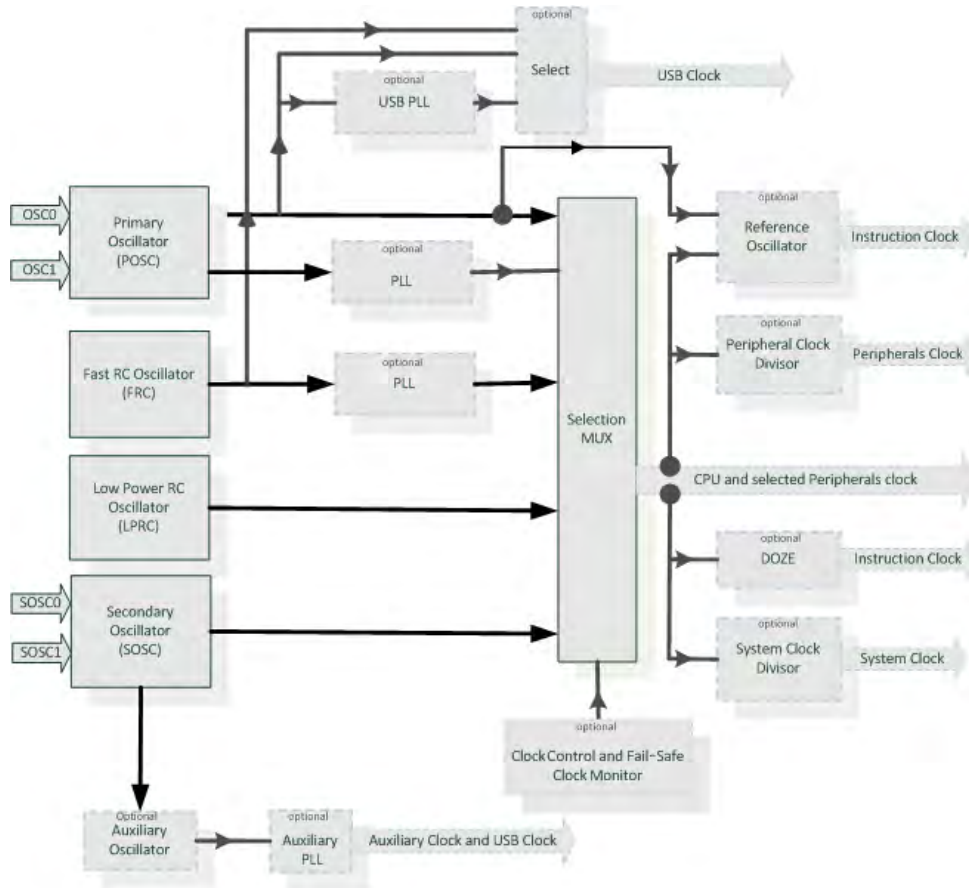 optional
Select
USB Clock
optional
USB PLL
OSC0
OSC1
Primary
Oscillator
(POSC)
optional
PLL
optional
Reference
Oscillator
Instruction Clock
Fast RC Oscillator
(FRC)
optional
PLL
optional
Peripheral Clock
Divisor
Peripherals Clock
Selection
MUX
Low Power RC
Oscillator
(LPRC)
CPU and selected Peripherals clock
optional
DOZE
Instruction Clock
SOSC0
SOSC1
Secondary
Oscillator
(SOSC)
optional
System Clock
Divisor
System Clock
optional
Clock Control and Fail-Safe
Clock Monitor
Optional
Auxiliary
Oscillator
optional
Auxiliary
PLL
Auxiliary Clock and USB Clock